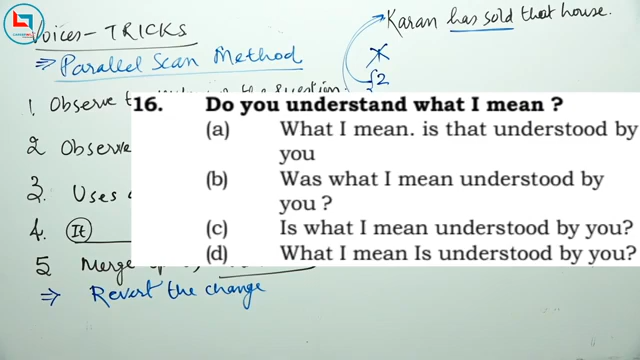 Voices - TRICKS
⇒ Parallel Scan Method
Karan has sold that house.
1. Observe
2 Observe
3. Uses
4. It
5 Merge
⇒ Revert the change
16. Do you understand what I mean ?
(a) What I mean. is that understood by
you
(b) Was what I mean understood by
you ?
(c) Is what I mean understood by you?
(d) What I mean Is understood by you?